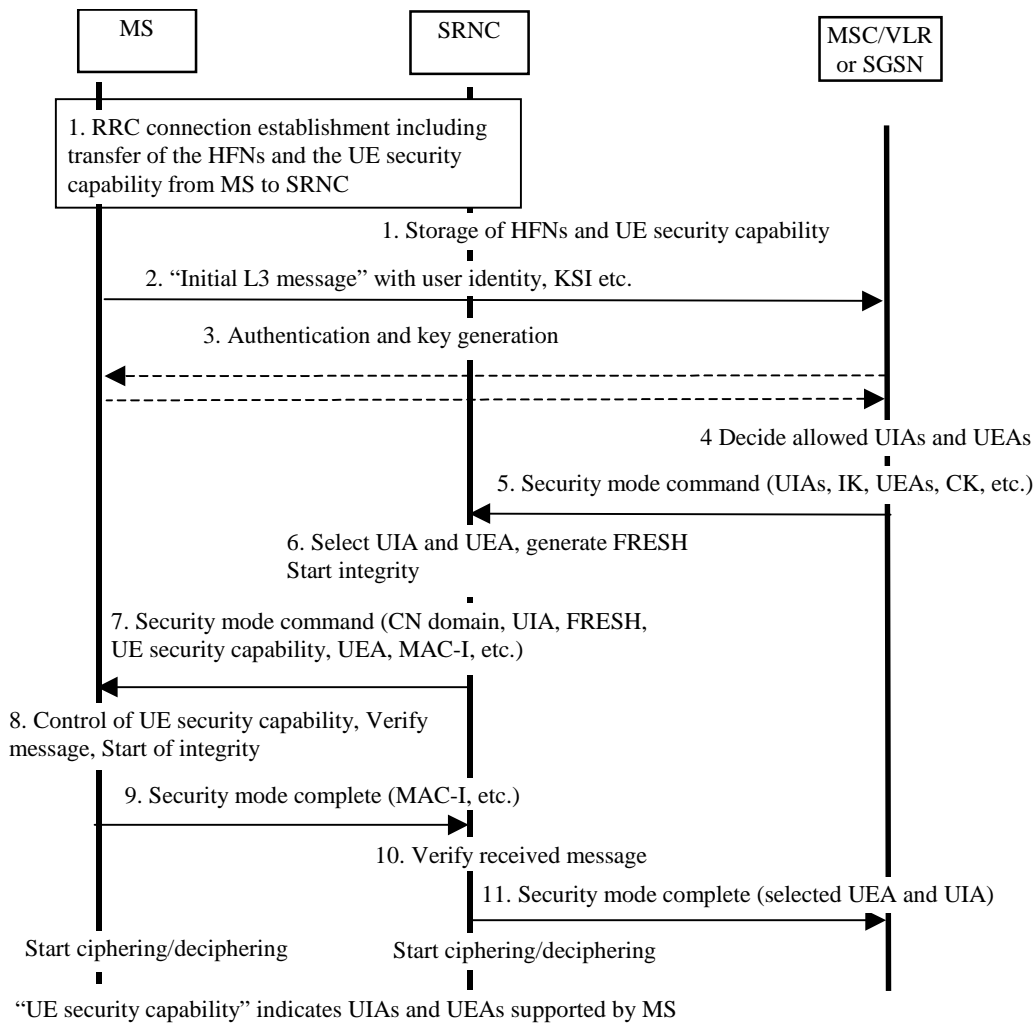 MS
SRNC
MSC/VLR
or SGSN
1. RRC connection establishment including
transfer of the HFNs and the UE security
capability from MS to SRNC
1. Storage of HFNs and UE security capability
2. “Initial L3 message” with user identity, KSI etc.
3. Authentication and key generation
4 Decide allowed UIAs and UEAs
5. Security mode command (UIAs, IK, UEAs, CK, etc.)
6. Select UIA and UEA, generate FRESH
Start integrity
7. Security mode command (CN domain, UIA, FRESH,
UE security capability, UEA, MAC-I, etc.)
8. Control of UE security capability, Verify
message, Start of integrity
9. Security mode complete (MAC-I, etc.)
10. Verify received message
11. Security mode complete (selected UEA and UIA)
Start ciphering/deciphering
Start ciphering/deciphering
“UE security capability” indicates UIAs and UEAs supported by MS